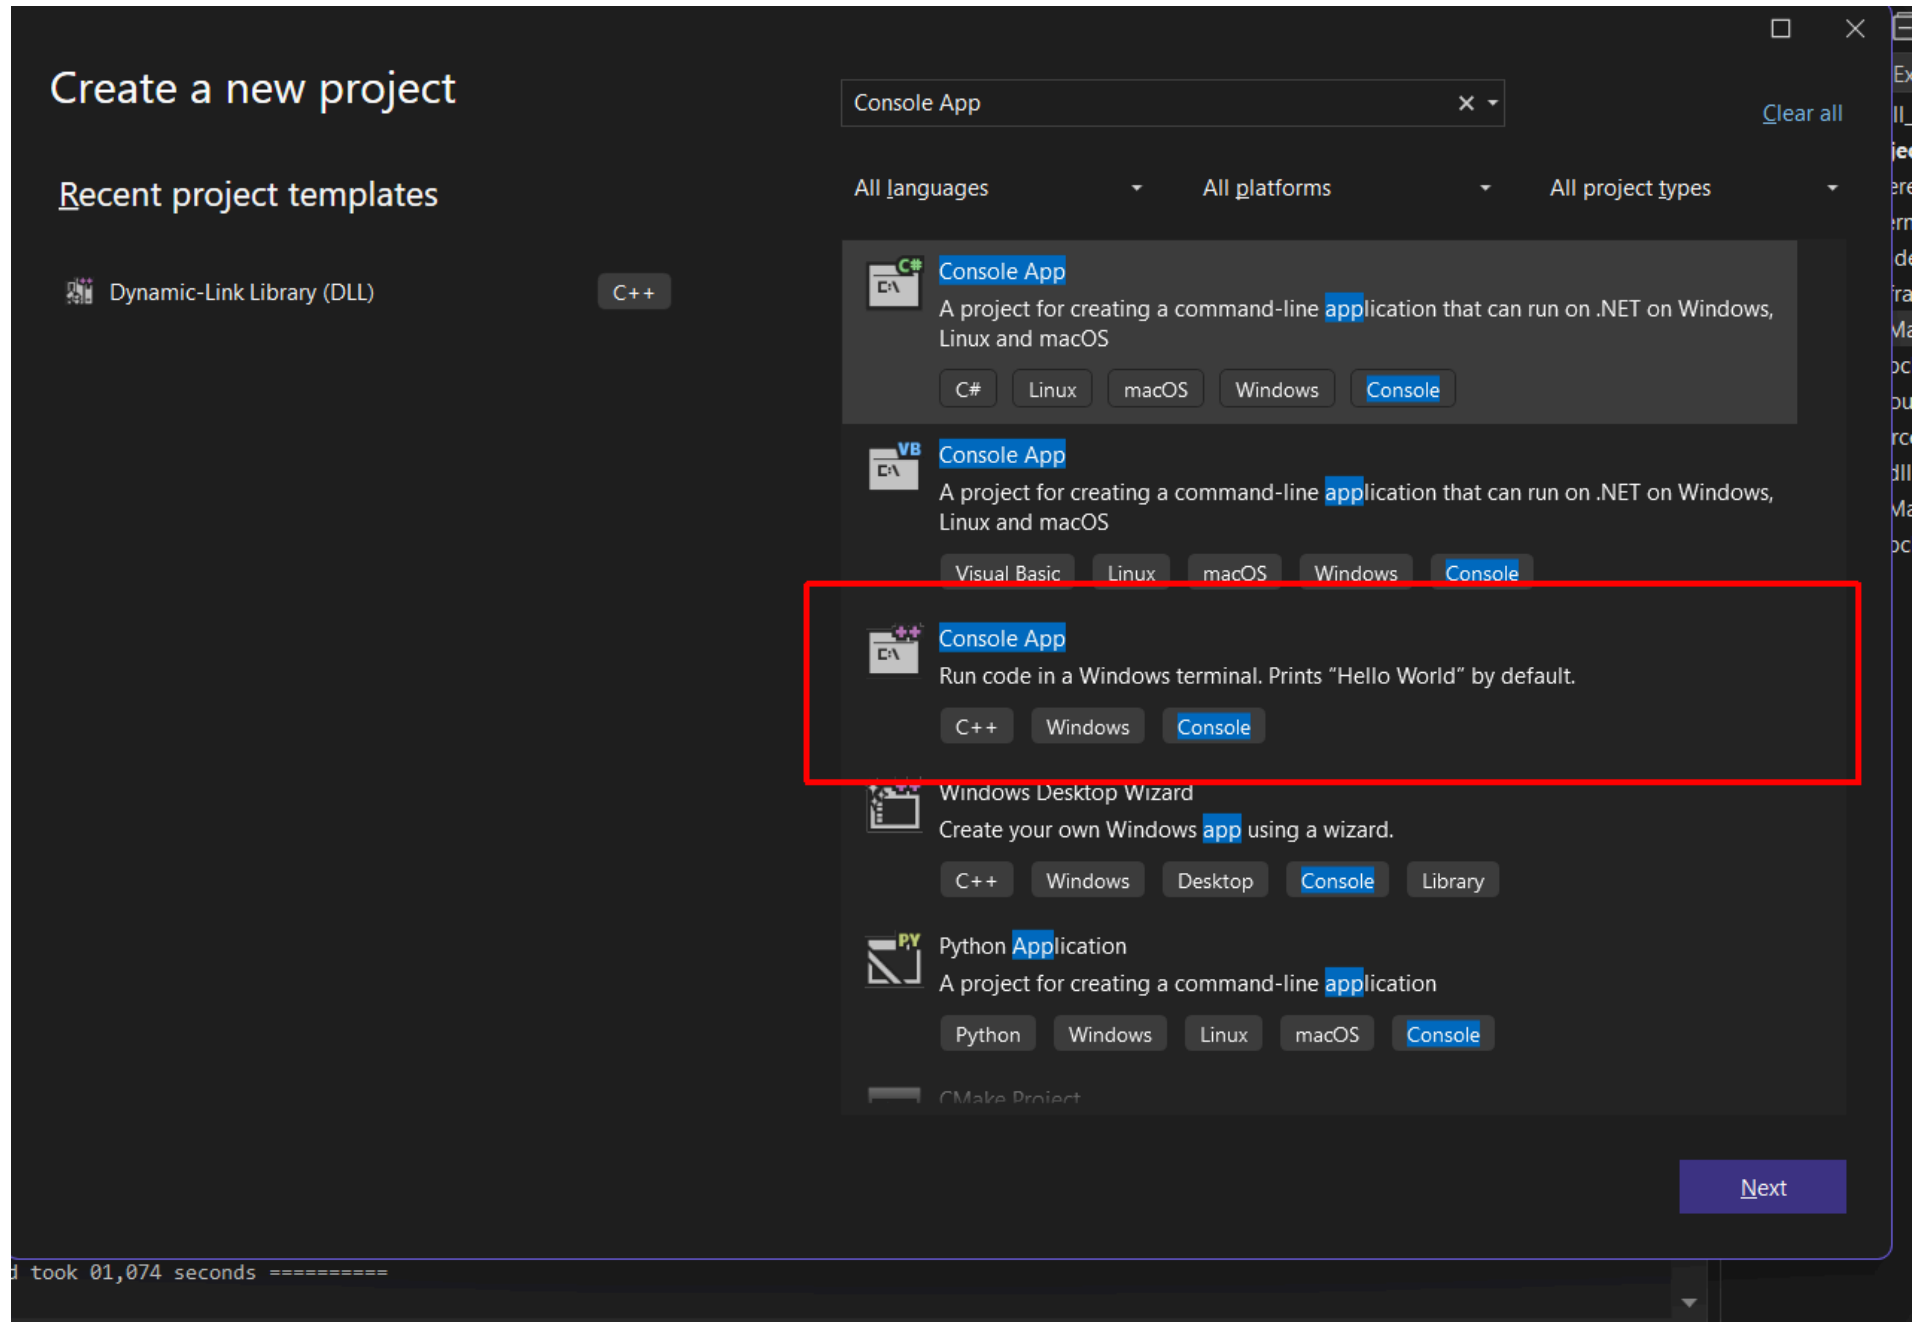 Create a new project
Recent project templates
Dynamic-Link Library (DLL) C++
Console App
Clear all
All languages All platforms All project types
C#
C:\
Console App
A project for creating a command-line application that can run on .NET on Windows,
Linux and macOS
C# Linux macOS Windows Console
VB
C:\
Console App
A project for creating a command-line application that can run on .NET on Windows,
Linux and macOS
Visual Basic Linux macOS Windows Console
++
C:\
Console App
Run code in a Windows terminal. Prints "Hello World" by default.
C++ Windows Console
Windows Desktop Wizard
Create your own Windows app using a wizard.
C++ Windows Desktop Console Library
PY
Python Application
A project for creating a command-line application
Python Windows Linux macOS Console
CMake Project
Next
took 01,074 seconds ==========